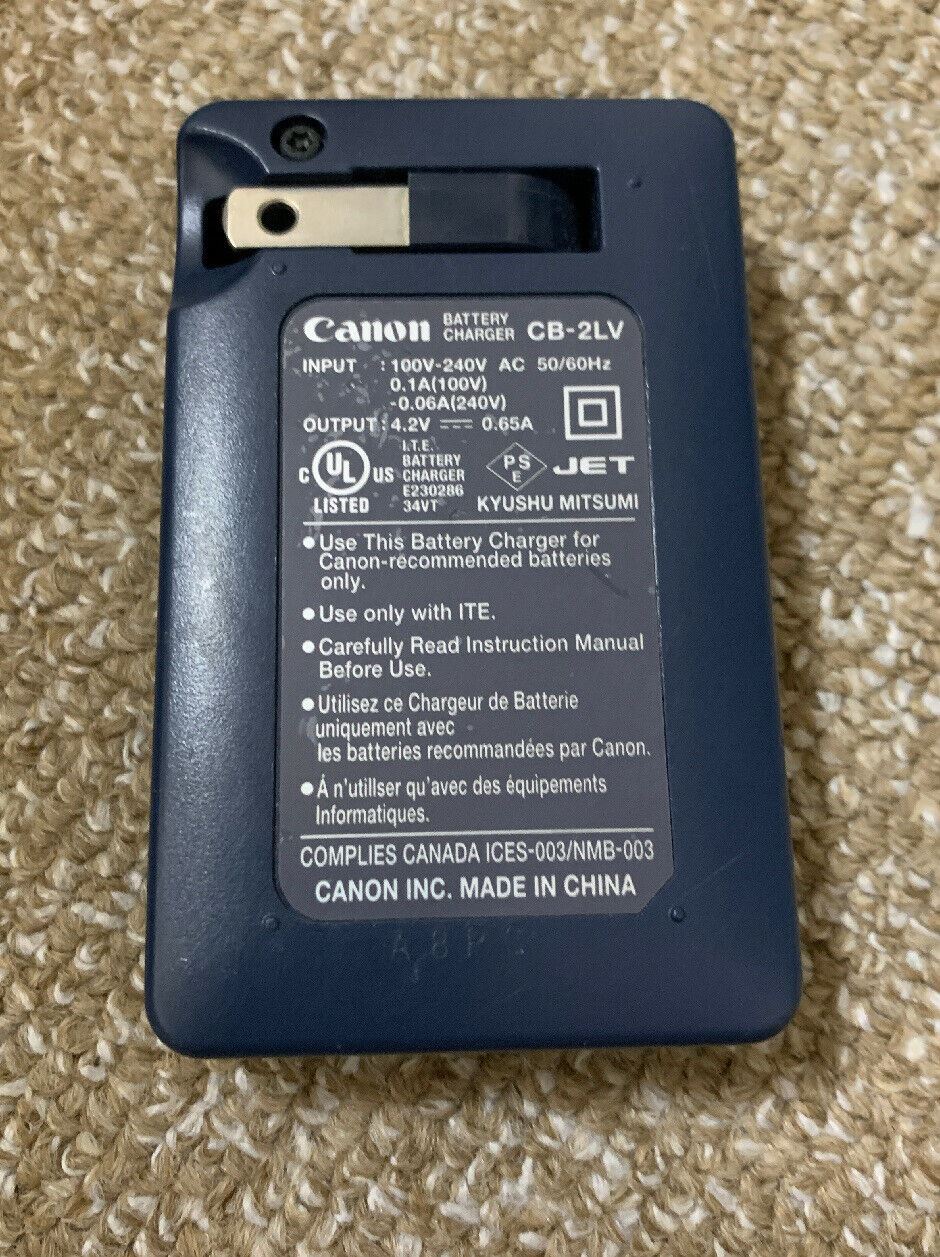 Canon BATTERY CHARGER CB-2LV
INPUT : 100V-240V AC 50/60Hz
0.1A(100V)
-0.06A(240V)
OUTPUT : 4.2V ⎓ 0.65A
C UL US LISTED
I.T.E.
BATTERY
CHARGER
E230286
34VT
PS
E
JET
KYUSHU MITSUMI
● Use This Battery Charger for
Canon-recommended batteries
only.
● Use only with ITE.
● Carefully Read Instruction Manual
Before Use.
● Utilisez ce Chargeur de Batterie
uniquement avec
les batteries recommandées par Canon.
● Á n'utiliser qu'avec des équipements
Informatiques.
COMPLIES CANADA ICES-003/NMB-003
CANON INC. MADE IN CHINA